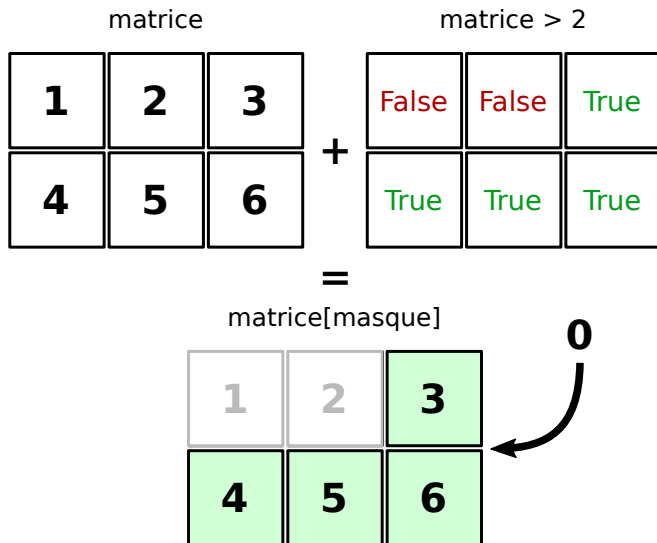 matrice
matrice > 2
1 2 3
False False True
+
4 5 6
True True True
=
matrice[masque]
0
1 2 3
4 5 6